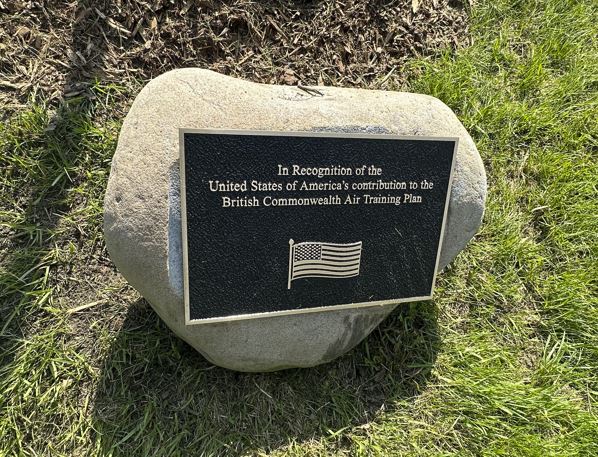 In Recognition of the
United States of America's contribution to the
British Commonwealth Air Training Plan